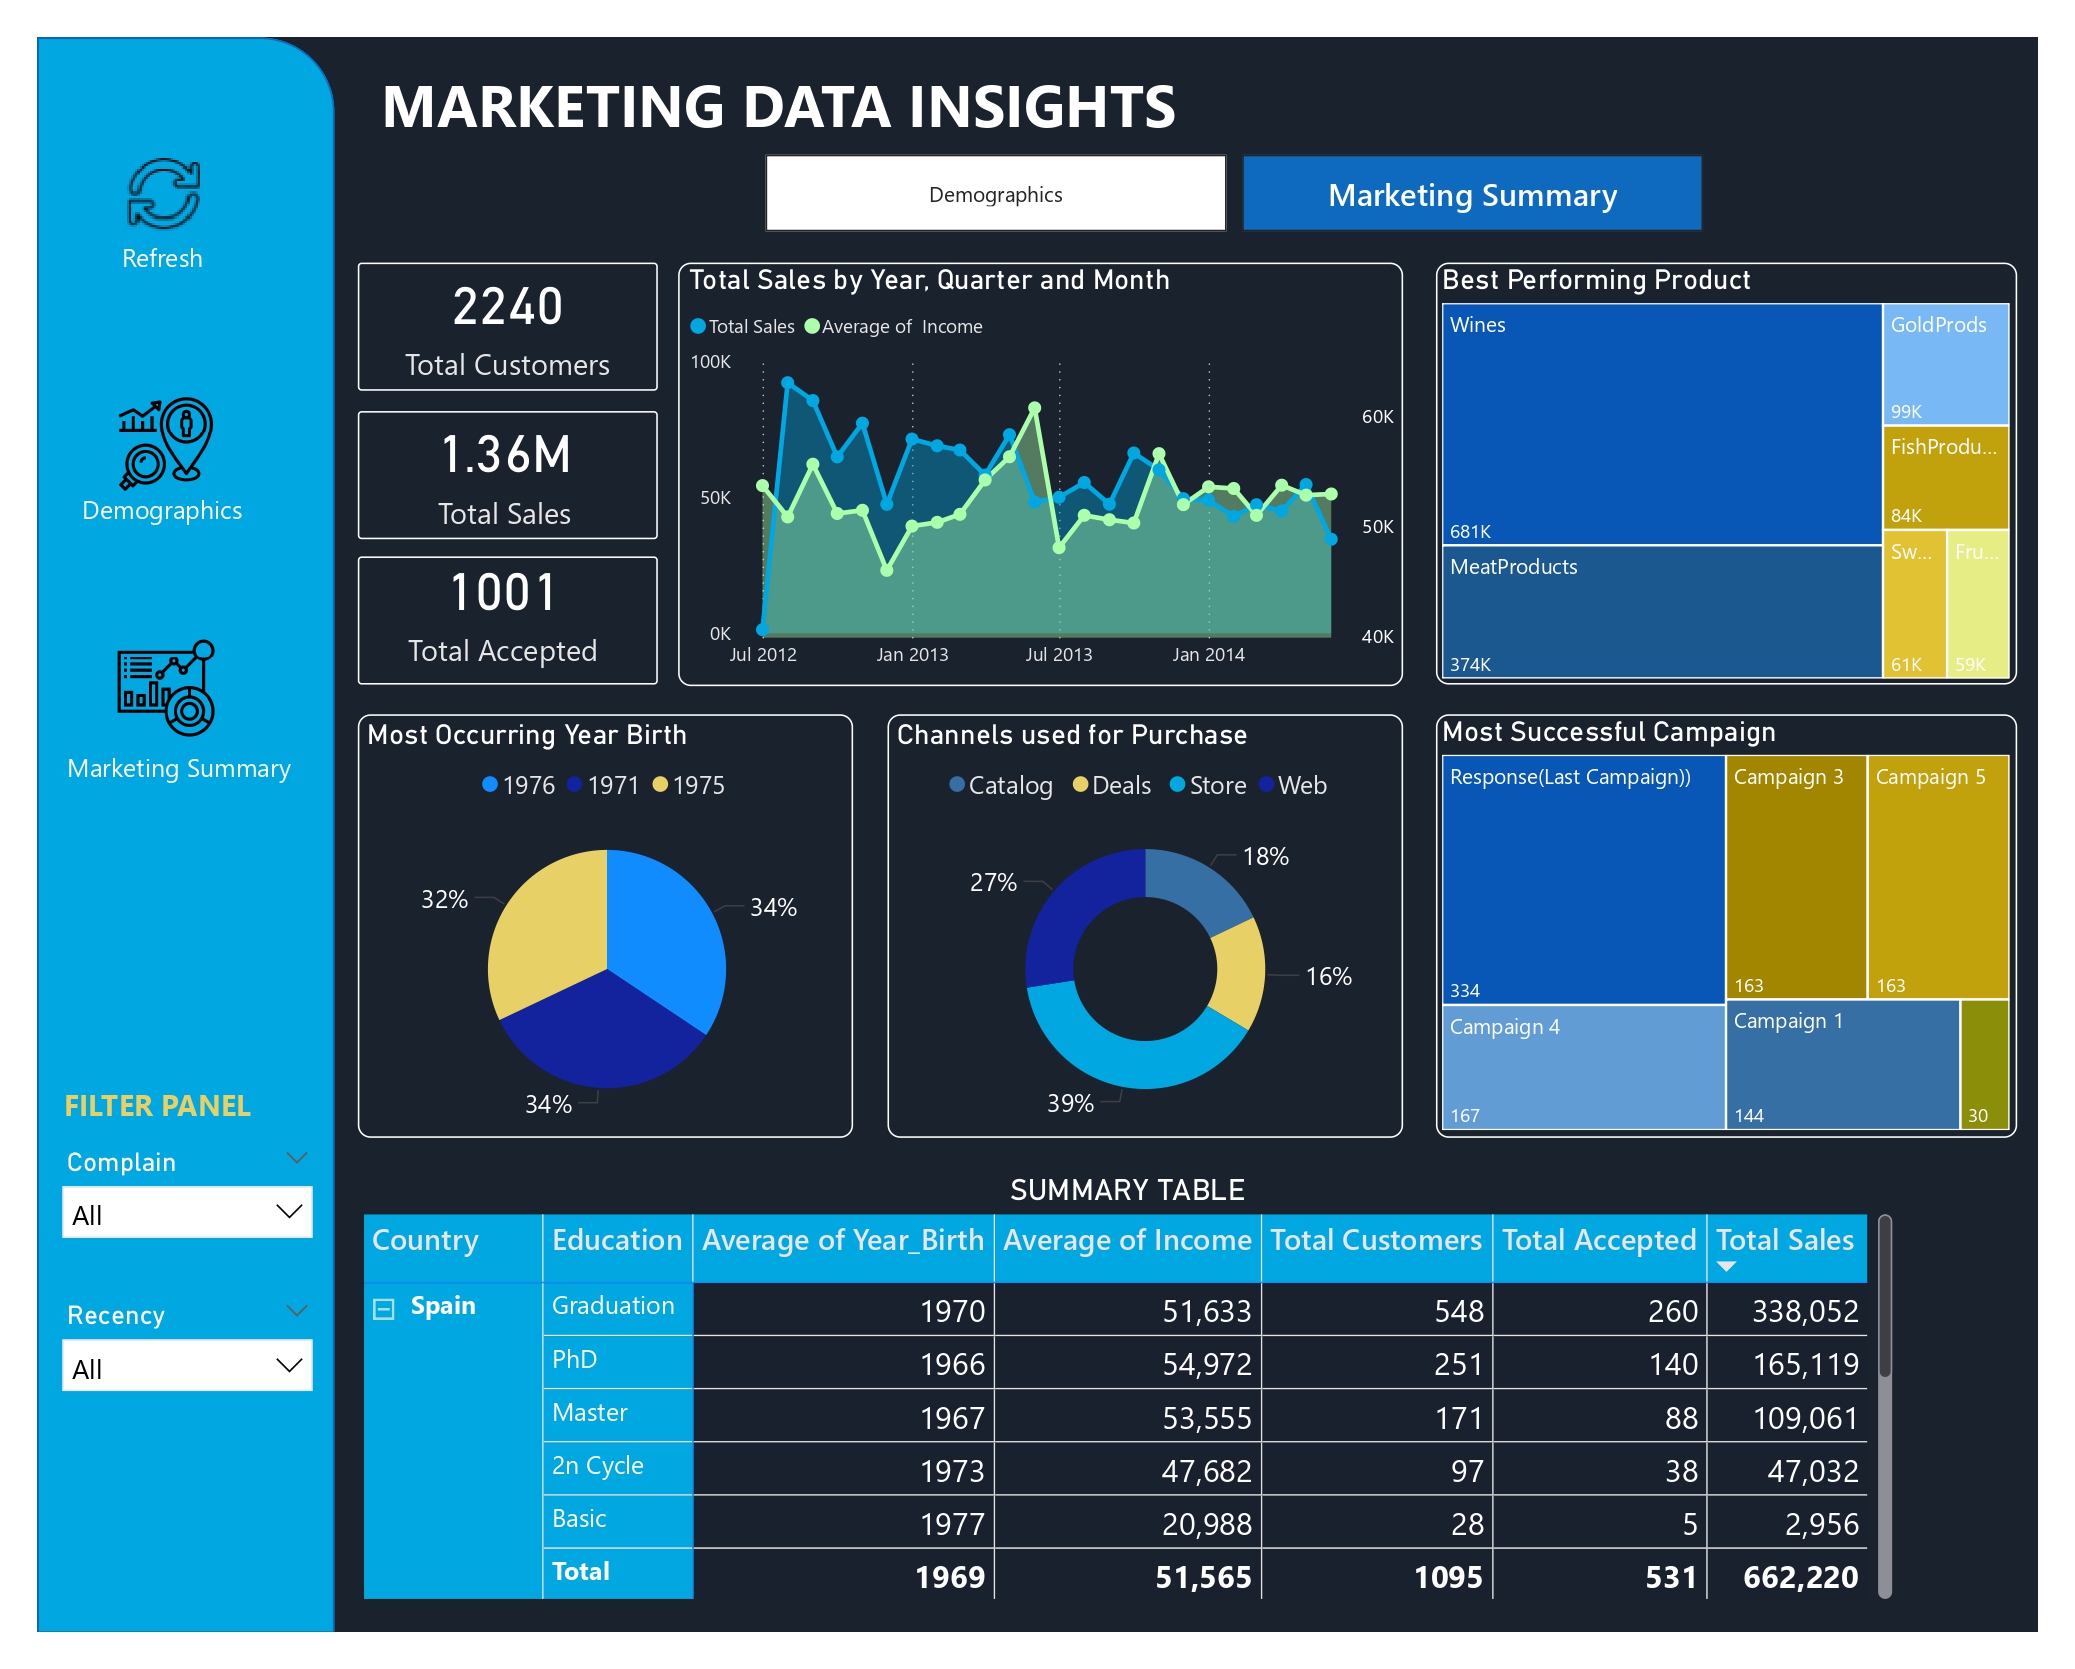 MARKETING DATA INSIGHTS
Demographics
Marketing Summary
Refresh
Demographics
Marketing Summary
FILTER PANEL
Complain
All
Recency
All
2240
Total Customers
1.36M
Total Sales
1001
Total Accepted
Total Sales by Year, Quarter and Month
Total Sales Average of Income
100K
50K
0K
60K
50K
40K
Jul 2012 Jan 2013 Jul 2013 Jan 2014
Best Performing Product
Wines
681K
MeatProducts
374K
GoldProds
99K
FishProdu...
84K
Sw...
61K
Fru...
59K
Most Occurring Year Birth
1976 1971 1975
32%
34%
34%
Channels used for Purchase
Catalog Deals Store Web
18%
27%
16%
39%
Most Successful Campaign
Response(Last Campaign))
334
Campaign 3
163
Campaign 5
163
Campaign 4
167
Campaign 1
144
30
SUMMARY TABLE
Country Education Average of Year_Birth Average of Income Total Customers Total Accepted Total Sales
Spain Graduation 1970 51,633 548 260 338,052
PhD 1966 54,972 251 140 165,119
Master 1967 53,555 171 88 109,061
2n Cycle 1973 47,682 97 38 47,032
Basic 1977 20,988 28 5 2,956
Total 1969 51,565 1095 531 662,220